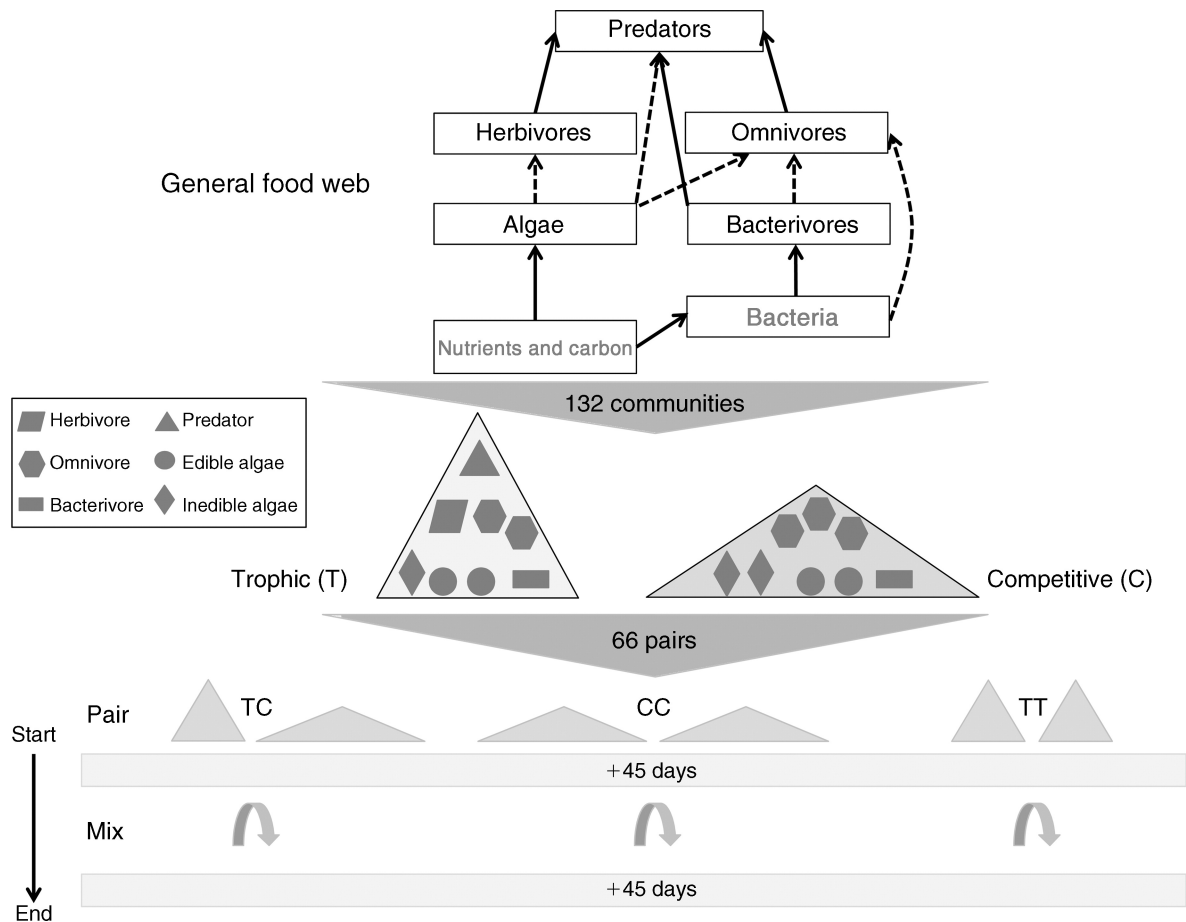 Predators
Herbivores
Omnivores
General food web
Algae
Bacterivores
Nutrients and carbon
Bacteria
132 communities
Herbivore
Predator
Omnivore
Edible algae
Bacterivore
Inedible algae
Trophic (T)
Competitive (C)
66 pairs
Pair
TC
CC
TT
Start
+45 days
Mix
+45 days
End